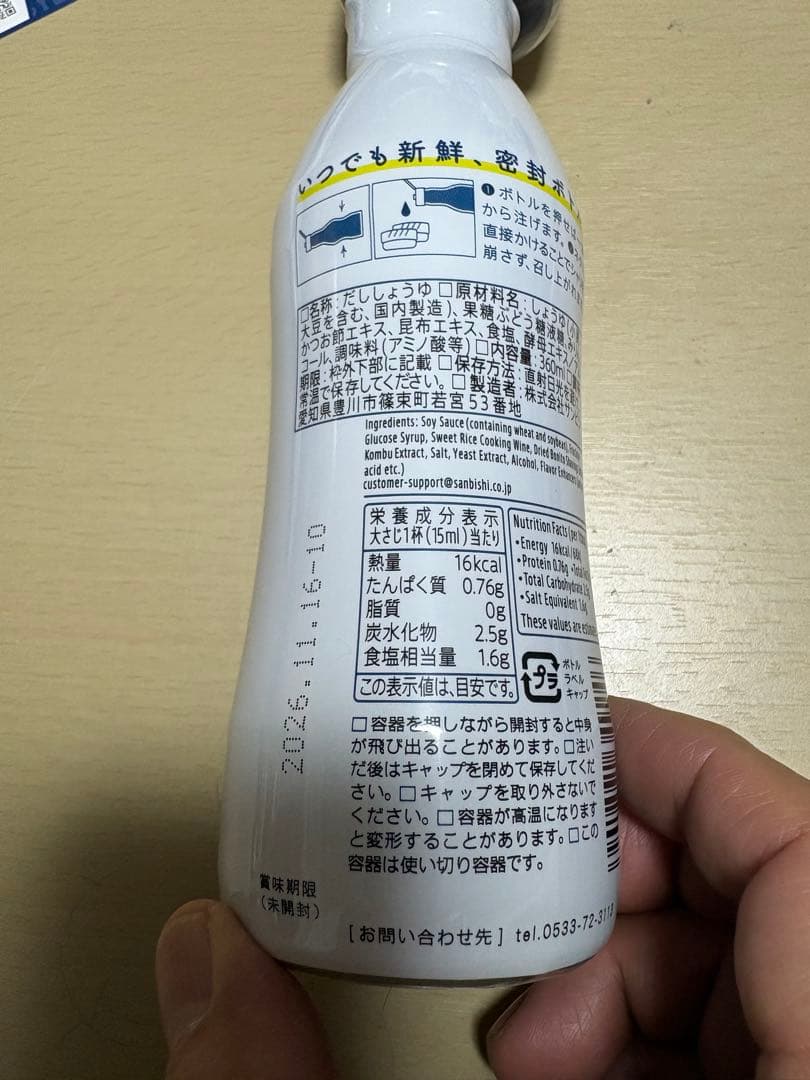 いつでも新鮮、密封ボト
❶ボトルを押せば
から注げます。
直接かけることで
崩さず、召し上が
□名称：だししょうゆ □原材料名：しょうゆ(小麦、
大豆を含む、国内製造)、果糖ぶどう糖液糖、みりん、
かつお節エキス、昆布エキス、食塩、酵母エキス、
コール、調味料(アミノ酸等) □内容量：360ml □
期限：枠外下部に記載 □保存方法：直射日光を
常温で保存してください。□製造者：株式会社サンビシ
愛知県豊川市篠束町若宮53番地
Ingredients: Soy Sauce (containing wheat and soybean),
Glucose Syrup, Sweet Rice Cooking Wine, Dried Bonito
Kombu Extract, Salt, Yeast Extract, Alcohol, Flavor Enhancer
acid etc.)
customer-support@sanbishi.co.jp
栄養成分表示
大さじ1杯(15ml)当たり
熱量 16kcal
たんぱく質 0.76g
脂質 0g
炭水化物 2.5g
食塩相当量 1.6g
この表示値は、目安です。
Nutrition Facts (per
•Energy 16kcal
•Protein 0.76g
•Total Carbohydrate
•Salt Equivalent 1.6g
These values are
プラ
ボトル
ラベル
キャップ
□容器を押しながら開封すると中身
が飛び出ることがあります。□注い
だ後はキャップを閉めて保存してくだ
さい。□キャップを取り外さないで
ください。□容器が高温になります
と変形することがあります。□この
容器は使い切り容器です。
2026.11.16-10
賞味期限
(未開封)
[お問い合わせ先] tel.0533-72-3113